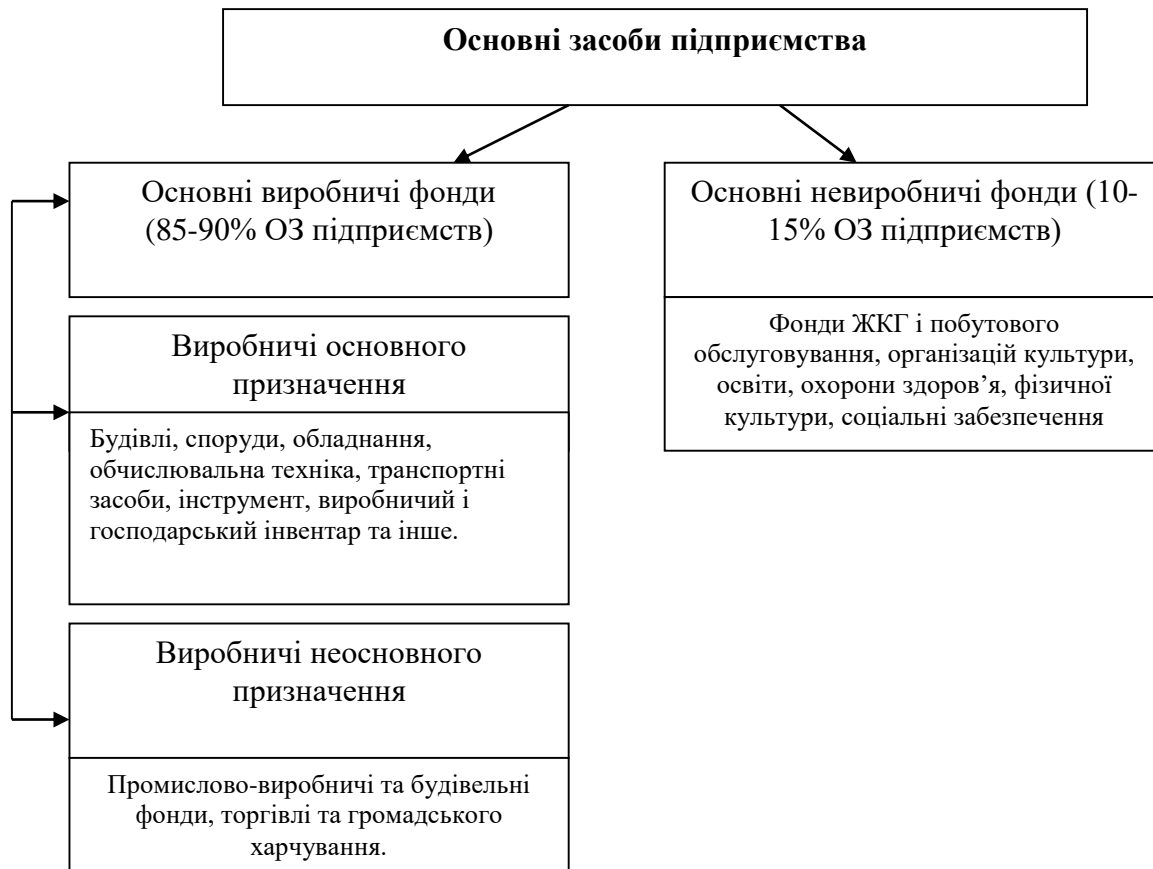 Основні засоби підприємства
Основні виробничі фонди
(85-90% ОЗ підприємств)
Основні невиробничі фонди (10-
15% ОЗ підприємств)
Фонди ЖКГ і побутового
обслуговування, організацій культури,
освіти, охорони здоров’я, фізичної
культури, соціальні забезпечення
Виробничі основного
призначення
Будівлі, споруди, обладнання,
обчислювальна техніка, транспортні
засоби, інструмент, виробничий і
господарський інвентар та інше.
Виробничі неосновного
призначення
Промислово-виробничі та будівельні
фонди, торгівлі та громадського
харчування.